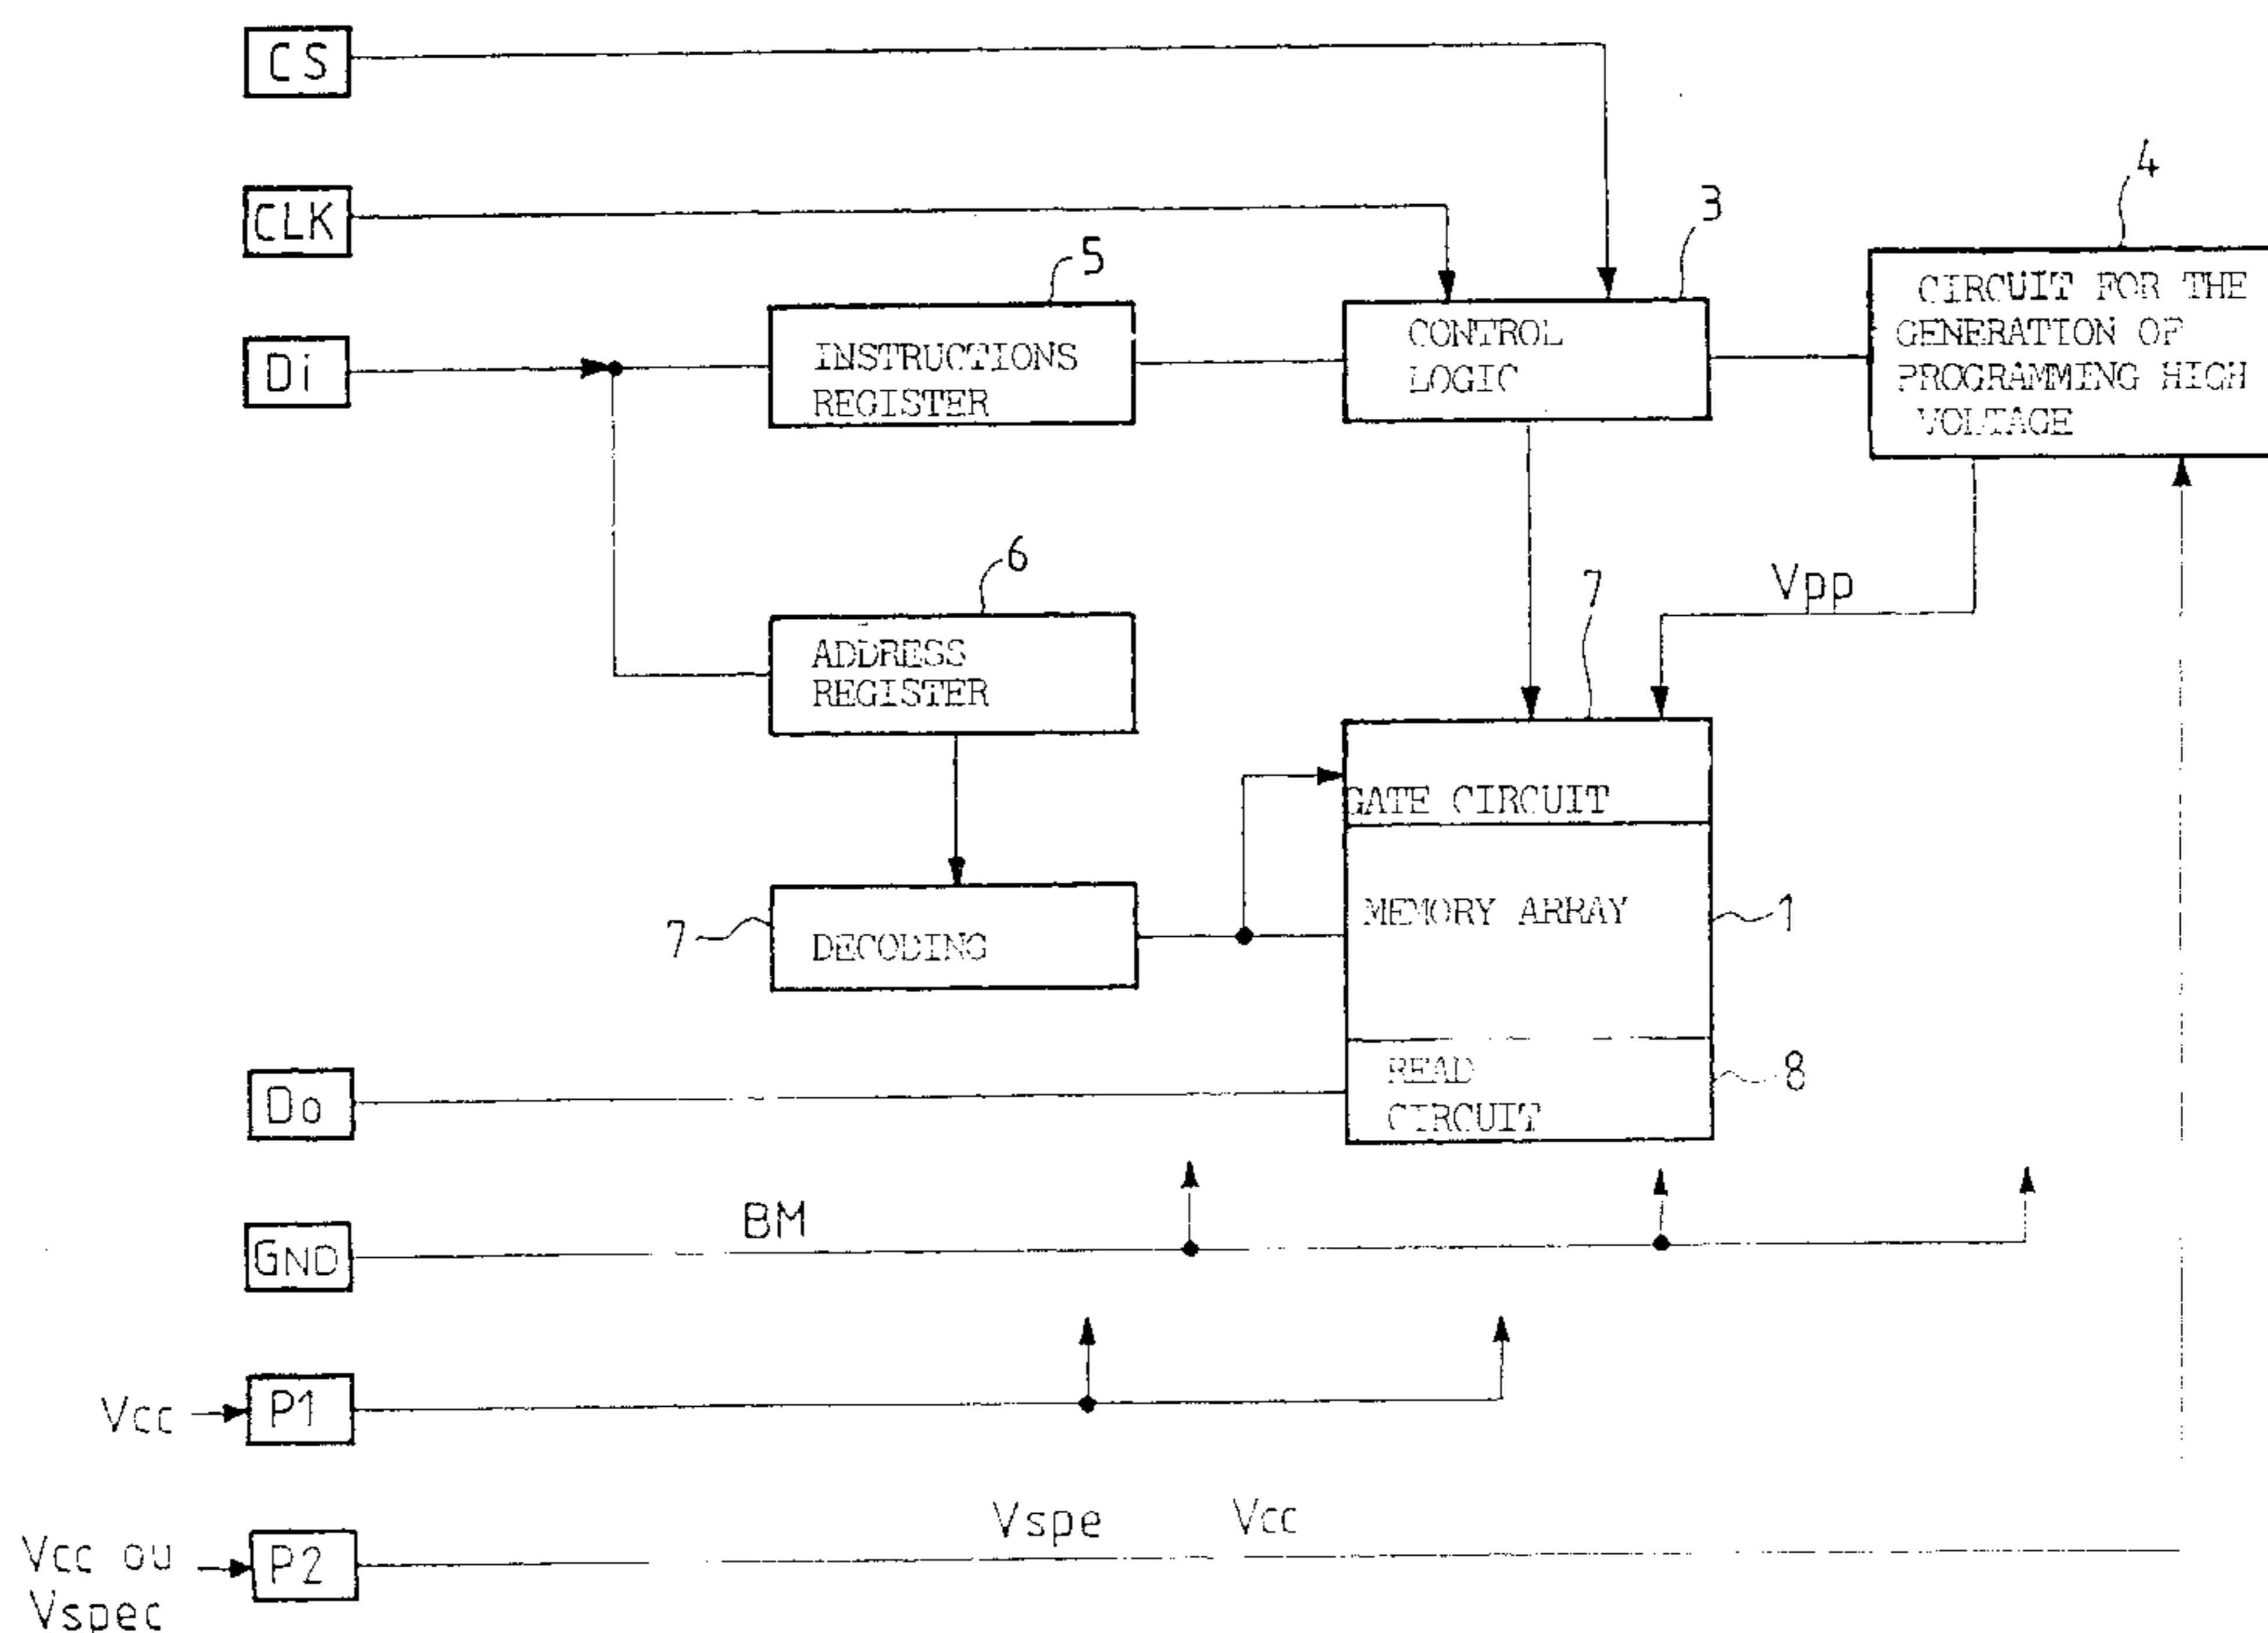 CS
CLK
Di
5
3
4
INSTRUCTIONS
REGISTER
CONTROL
LOGIC
CIRCUIT FOR THE
GENERATION OF
PROGRAMMING HIGH
VOLTAGE
6
ADDRESS
REGISTER
7
Vpp
GATE CIRCUIT
7
DECODING
MEMORY ARRAY
1
Do
READ
CIRCUIT
8
GND
BM
Vcc
P1
Vcc ou
Vspec
P2
Vspe
Vcc